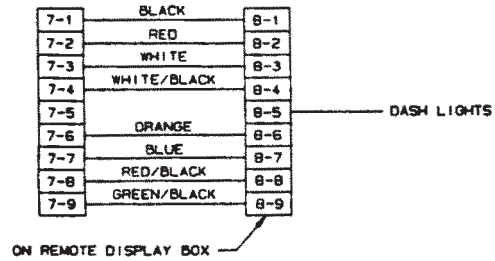 BLACK
7-1 8-1
RED
7-2 8-2
WHITE
7-3 8-3
WHITE/BLACK
7-4 8-4
7-5 8-5 DASH LIGHTS
ORANGE
7-6 8-6
BLUE
7-7 8-7
RED/BLACK
7-8 8-8
GREEN/BLACK
7-9 8-9
ON REMOTE DISPLAY BOX